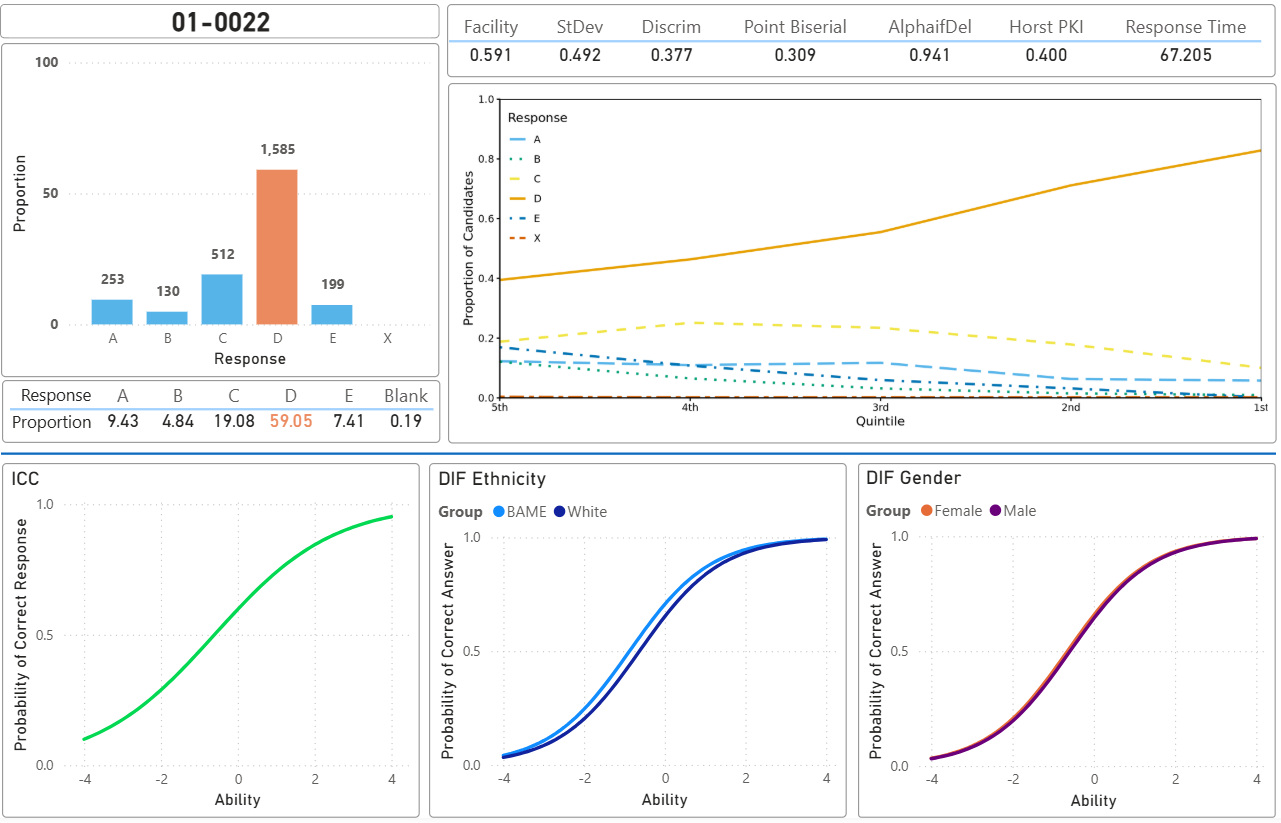 01-0022
Facility StDev Discrim Point Biserial AlphaifDel Horst PKI Response Time
0.591 0.492 0.377 0.309 0.941 0.400 67.205
100
50
0
Proportion
253
130
512
1,585
199
A B C D E X
Response
Response A B C D E Blank
Proportion 9.43 4.84 19.08 59.05 7.41 0.19
1.0
0.8
0.6
0.4
0.2
0.0
Proportion of Candidates
Response
A
B
C
D
E
X
5th 4th 3rd 2nd 1st
Quintile
ICC
1.0
0.5
0.0
Probability of Correct Response
-4 -2 0 2 4
Ability
DIF Ethnicity
Group BAME White
1.0
0.5
0.0
Probability of Correct Answer
-4 -2 0 2 4
Ability
DIF Gender
Group Female Male
1.0
0.5
0.0
Probability of Correct Answer
-4 -2 0 2 4
Ability